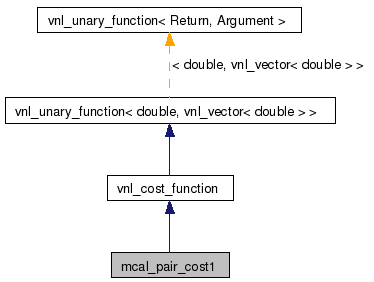 vnl_unary_function< Return, Argument >
< double, vnl_vector< double > >
vnl_unary_function< double, vnl_vector< double > >
vnl_cost_function
mcal_pair_cost1